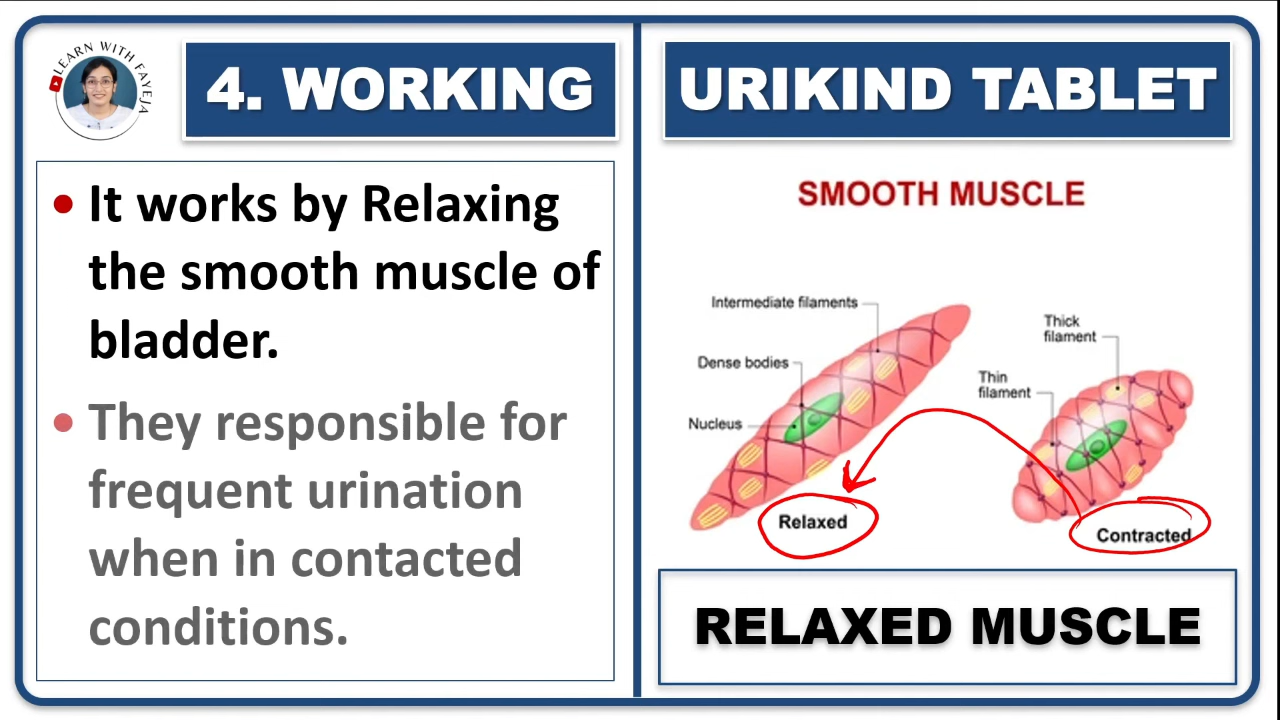 LEARN WITH FAYEJA
4. WORKING
• It works by Relaxing
the smooth muscle of
bladder.
• They responsible for
frequent urination
when in contacted
conditions.
URIKIND TABLET
SMOOTH MUSCLE
Intermediate filaments
Dense bodies
Nucleus
Relaxed
Thick
filament
Thin
filament
Contracted
RELAXED MUSCLE